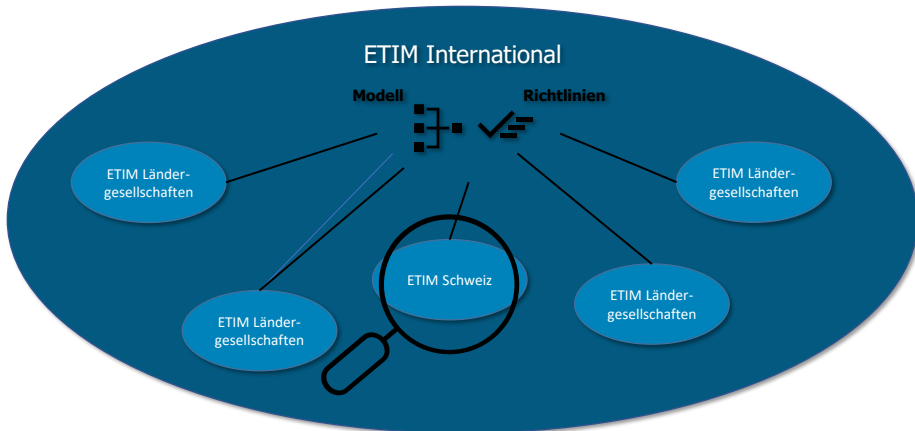 ETIM International
Modell
Richtlinien
ETIM Länder-
gesellschaften
ETIM Länder-
gesellschaften
ETIM Schweiz
ETIM Länder-
gesellschaften
ETIM Länder-
gesellschaften